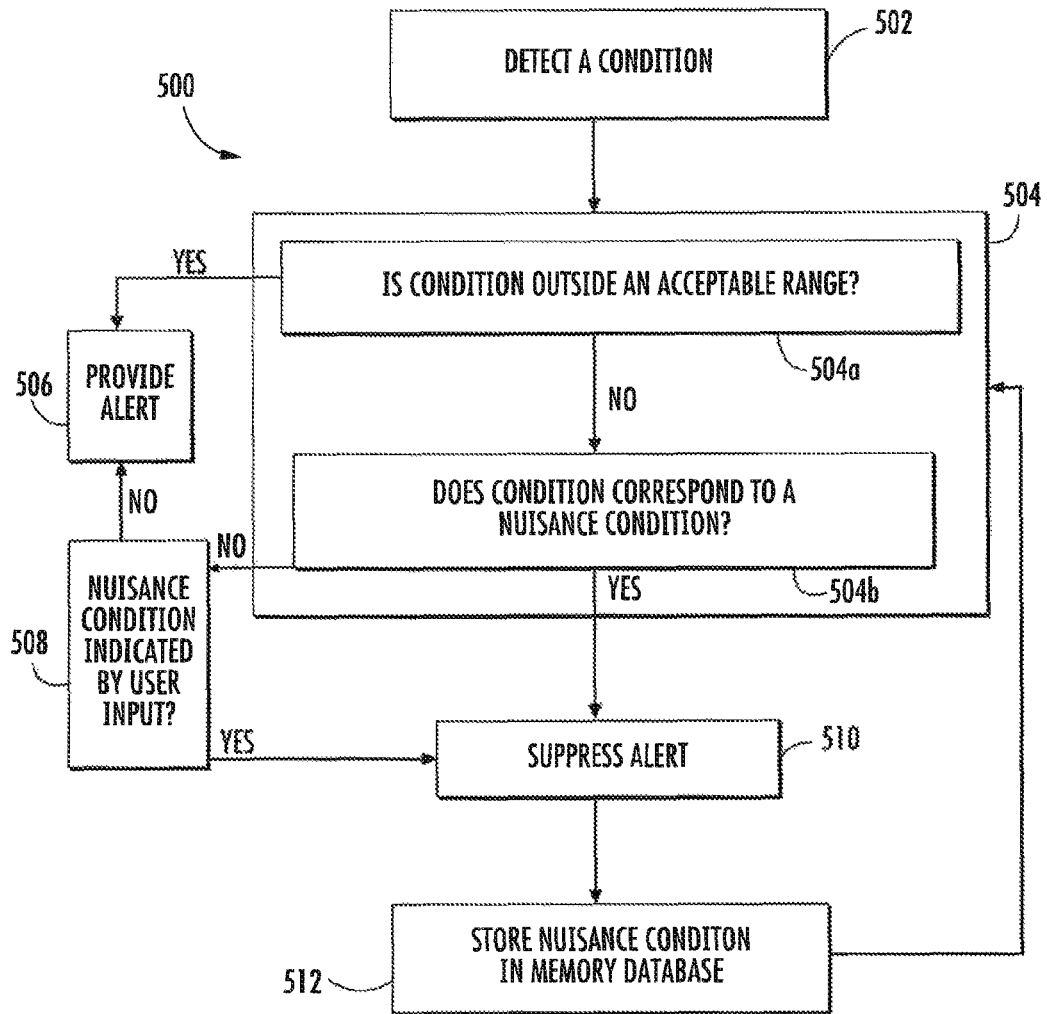 502
DETECT A CONDITION
500
504
YES
IS CONDITION OUTSIDE AN ACCEPTABLE RANGE?
504a
506
PROVIDE
ALERT
NO
DOES CONDITION CORRESPOND TO A
NUISANCE CONDITION?
NO
NO
504b
YES
508
NUISANCE
CONDITION
INDICATED
BY USER
INPUT?
YES
SUPPRESS ALERT
510
STORE NUISANCE CONDITON
IN MEMORY DATABASE
512